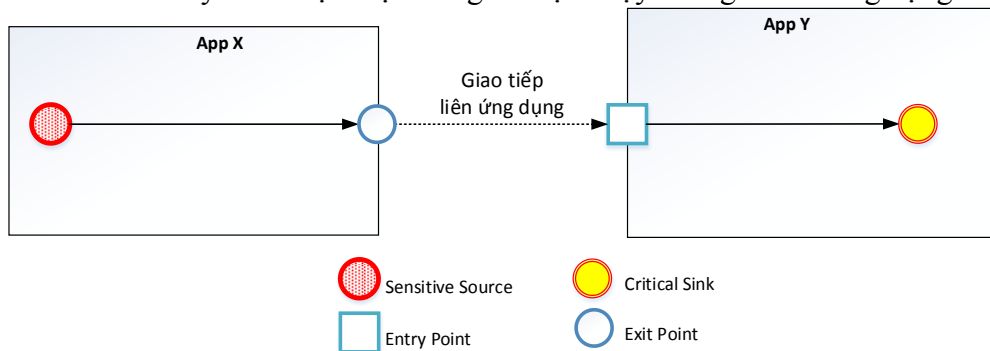 App X
App Y
Giao tiếp
liên ứng dụng
Sensitive Source
Critical Sink
Entry Point
Exit Point